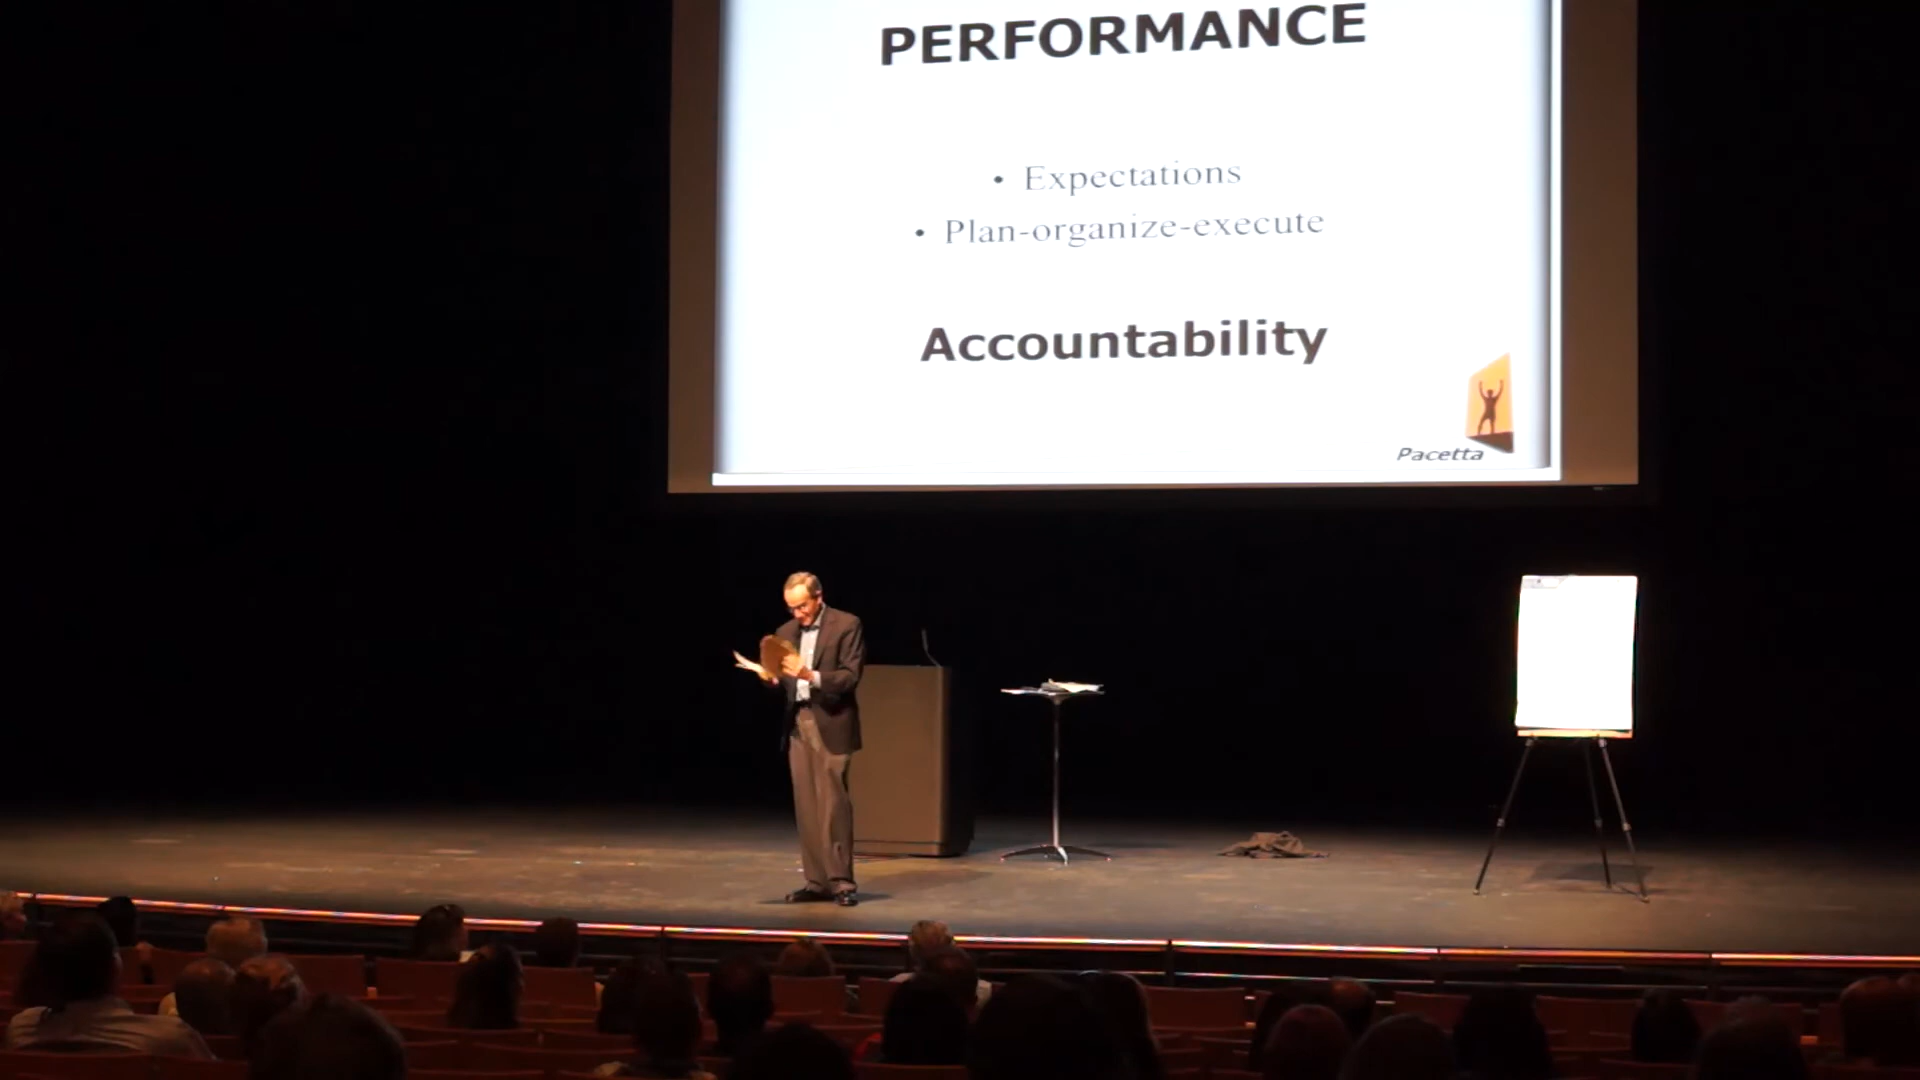 PERFORMANCE
• Expectations
• Plan-organize-execute
Accountability
Pacetta